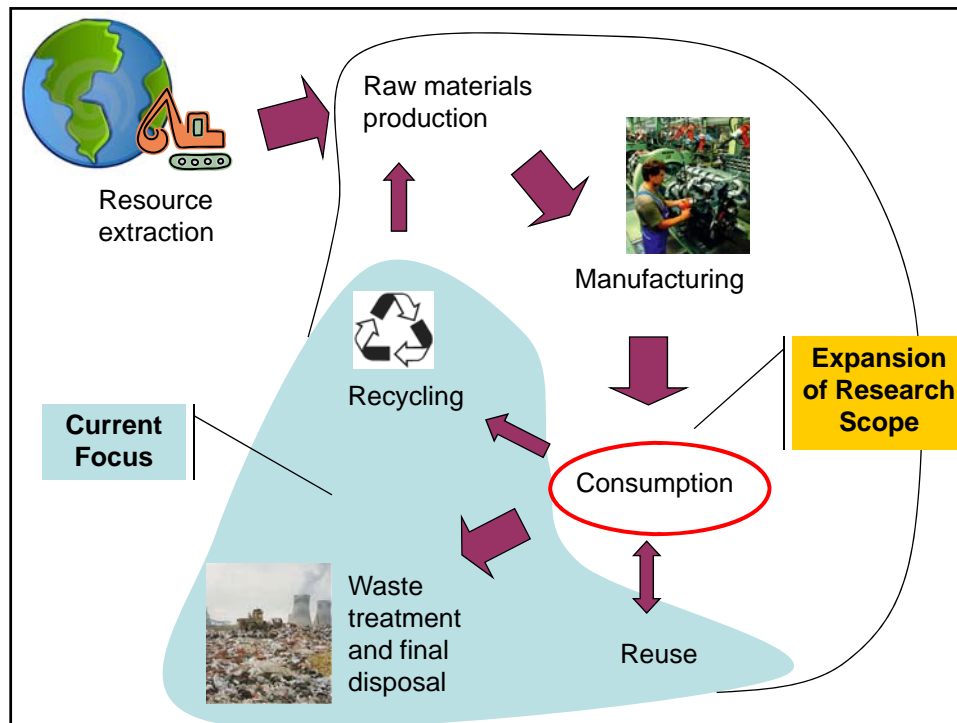 Raw materials
production
Resource
extraction
Manufacturing
Recycling
Expansion
of Research
Scope
Current
Focus
Consumption
Waste
treatment
and final
disposal
Reuse